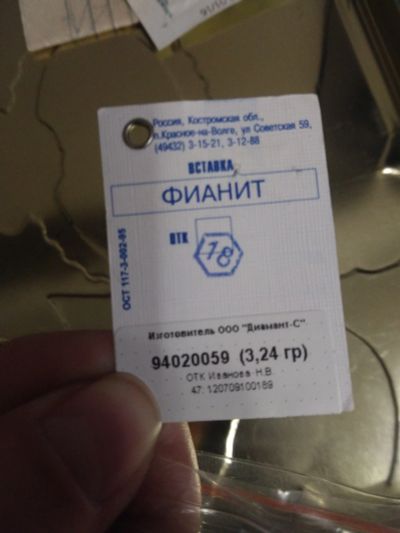 Россия, Костромская обл.,
п.Красное-на-Волге, ул Советская 59,
(49432) 3-15-21, 3-12-88
ВСТАВКА
ФИАНИТ
ОТК
18
ОСТ 117-3-002-95
Изготовитель ООО "Диамант-С"
94020059 (3,24 гр)
ОТК Иванова Н.В.
47: 120709100189